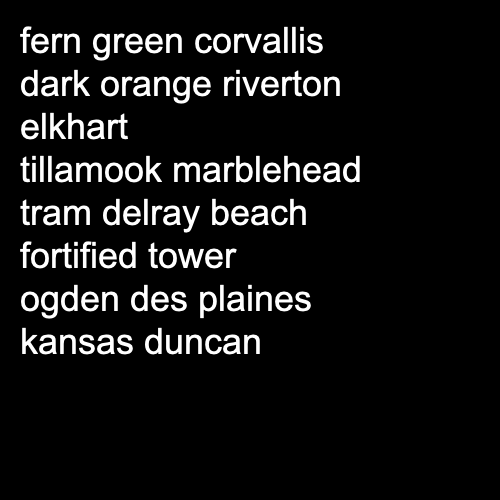 fern green corvallis
dark orange riverton
elkhart
tillamook marblehead
tram delray beach
fortified tower
ogden des plaines
kansas duncan